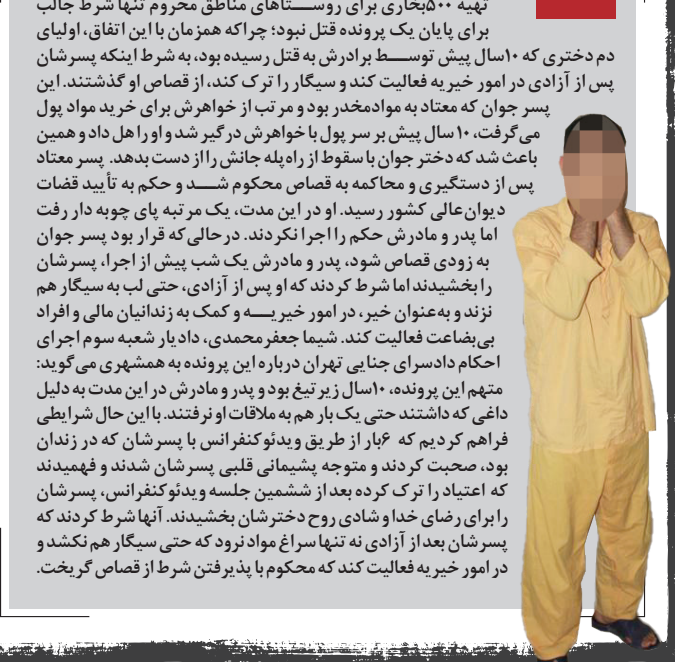 تهیه ۵۰۰بخاری برای روستاهای مناطق محروم تنها شرط جالب
برای پایان یک پرونده قتل نبود؛ چراکه همزمان با این اتفاق، اولیای
دم دختری که ۱۰سال پیش توسط برادرش به قتل رسیده بود، به شرط اینکه پسرشان
پس از آزادی در امور خیریه فعالیت کند و سیگار را ترک کند، از قصاص او گذشتند. این
پسر جوان که معتاد به موادمخدر بود و مرتب از خواهرش برای خرید مواد پول
می‌گرفت، ۱۰ سال پیش بر سر پول با خواهرش درگیر شد و او را هل داد و همین
باعث شد که دختر جوان با سقوط از راه‌پله جانش را از دست بدهد. پسر معتاد
پس از دستگیری و محاکمه به قصاص محکوم شد و حکم به تأیید قضات
دیوان‌عالی کشور رسید. او در این مدت، یک مرتبه پای چوبه دار رفت
اما پدر و مادرش حکم را اجرا نکردند. درحالی‌که قرار بود پسر جوان
به زودی قصاص شود، پدر و مادرش یک شب پیش از اجرا، پسرشان
را بخشیدند اما شرط کردند که او پس از آزادی، حتی لب به سیگار هم
نزند و به‌عنوان خیر، در امور خیریه و کمک به زندانیان مالی و افراد
بی‌بضاعت فعالیت کند. شیما جعفرمحمدی، دادیار شعبه سوم اجرای
احکام دادسرای جنایی تهران درباره این پرونده به همشهری می‌گوید:
متهم این پرونده، ۱۰سال زیر تیغ بود و پدر و مادرش در این مدت به دلیل
داغی که داشتند حتی یک بار هم به ملاقات او نرفتند. با این حال شرایطی
فراهم کردیم که ۶بار از طریق ویدئوکنفرانس با پسرشان که در زندان
بود، صحبت کردند و متوجه پشیمانی قلبی پسرشان شدند و فهمیدند
که اعتیاد را ترک کرده بعد از ششمین جلسه ویدئوکنفرانس، پسرشان
را برای رضای خدا و شادی روح دخترشان بخشیدند. آنها شرط کردند که
پسرشان بعد از آزادی نه تنها سراغ مواد نرود که حتی سیگار هم نکشد و
در امور خیریه فعالیت کند که محکوم با پذیرفتن شرط از قصاص گریخت.